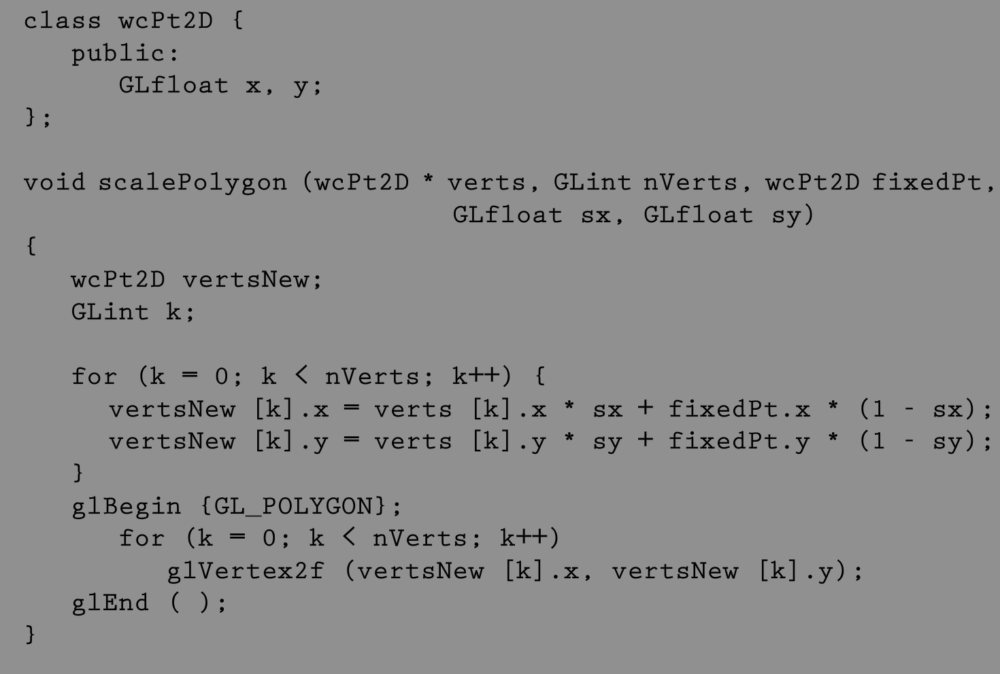 class wcPt2D {
   public:
      GLfloat x, y;
};

void scalePolygon (wcPt2D * verts, GLint nVerts, wcPt2D fixedPt,
                           GLfloat sx, GLfloat sy)
{
   wcPt2D vertsNew;
   GLint k;

   for (k = 0; k < nVerts; k++) {
      vertsNew [k].x = verts [k].x * sx + fixedPt.x * (1 - sx);
      vertsNew [k].y = verts [k].y * sy + fixedPt.y * (1 - sy);
   }
   glBegin {GL_POLYGON};
      for (k = 0; k < nVerts; k++)
         glVertex2f (vertsNew [k].x, vertsNew [k].y);
   glEnd ( );
}